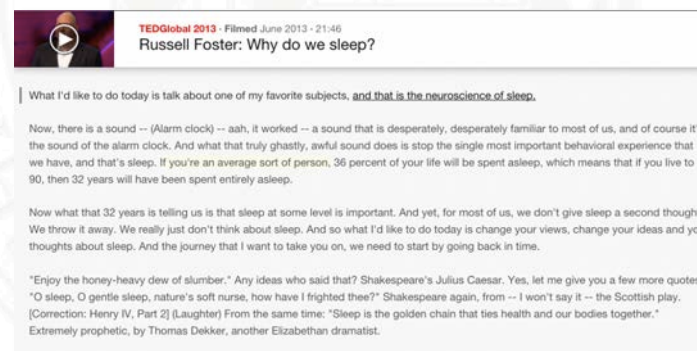 TEDGlobal 2013 · Filmed June 2013 · 21:46
Russell Foster: Why do we sleep?
What I'd like to do today is talk about one of my favorite subjects, and that is the neuroscience of sleep.
Now, there is a sound -- (Alarm clock) -- aah, it worked -- a sound that is desperately, desperately familiar to most of us, and of course it'
the sound of the alarm clock. And what that truly ghastly, awful sound does is stop the single most important behavioral experience that
we have, and that's sleep. If you're an average sort of person, 36 percent of your life will be spent asleep, which means that if you live to
90, then 32 years will have been spent entirely asleep.
Now what that 32 years is telling us is that sleep at some level is important. And yet, for most of us, we don't give sleep a second though
We throw it away. We really just don't think about sleep. And so what I'd like to do today is change your views, change your ideas and yo
thoughts about sleep. And the journey that I want to take you on, we need to start by going back in time.
"Enjoy the honey-heavy dew of slumber." Any ideas who said that? Shakespeare's Julius Caesar. Yes, let me give you a few more quotes
"O sleep, O gentle sleep, nature's soft nurse, how have I frighted thee?" Shakespeare again, from -- I won't say it -- the Scottish play.
[Correction: Henry IV, Part 2] (Laughter) From the same time: "Sleep is the golden chain that ties health and our bodies together."
Extremely prophetic, by Thomas Dekker, another Elizabethan dramatist.